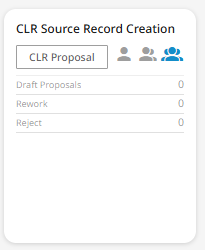 CLR Source Record Creation
CLR Proposal
Draft Proposals 0
Rework 0
Reject 0